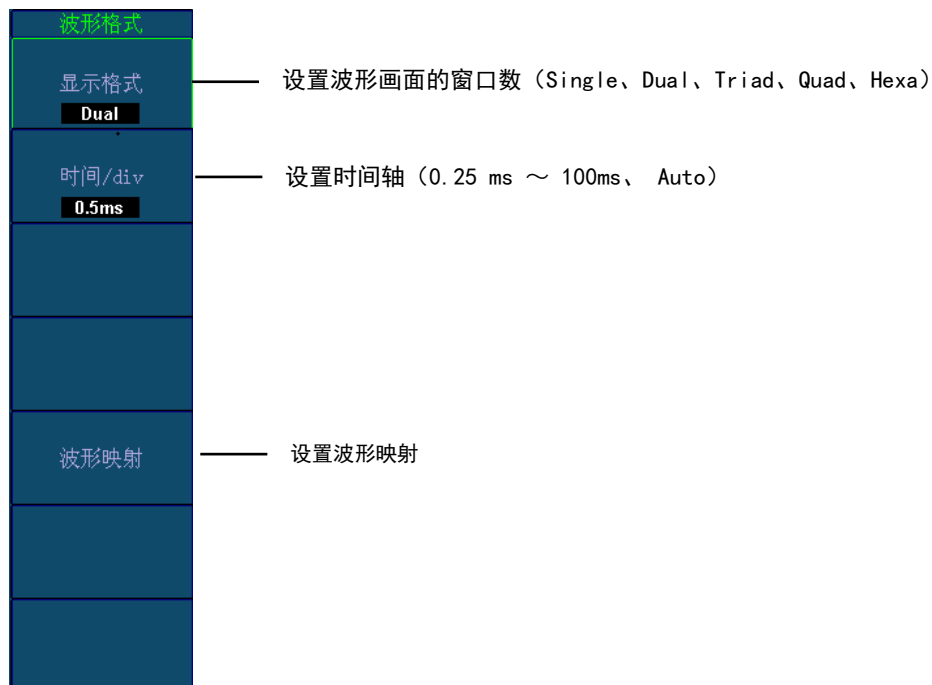 波形格式
显示格式
Dual
设置波形画面的窗口数（Single、Dual、Triad、Quad、Hexa）
时间/div
0.5ms
设置时间轴（0.25 ms ～ 100ms、 Auto）
波形映射
设置波形映射